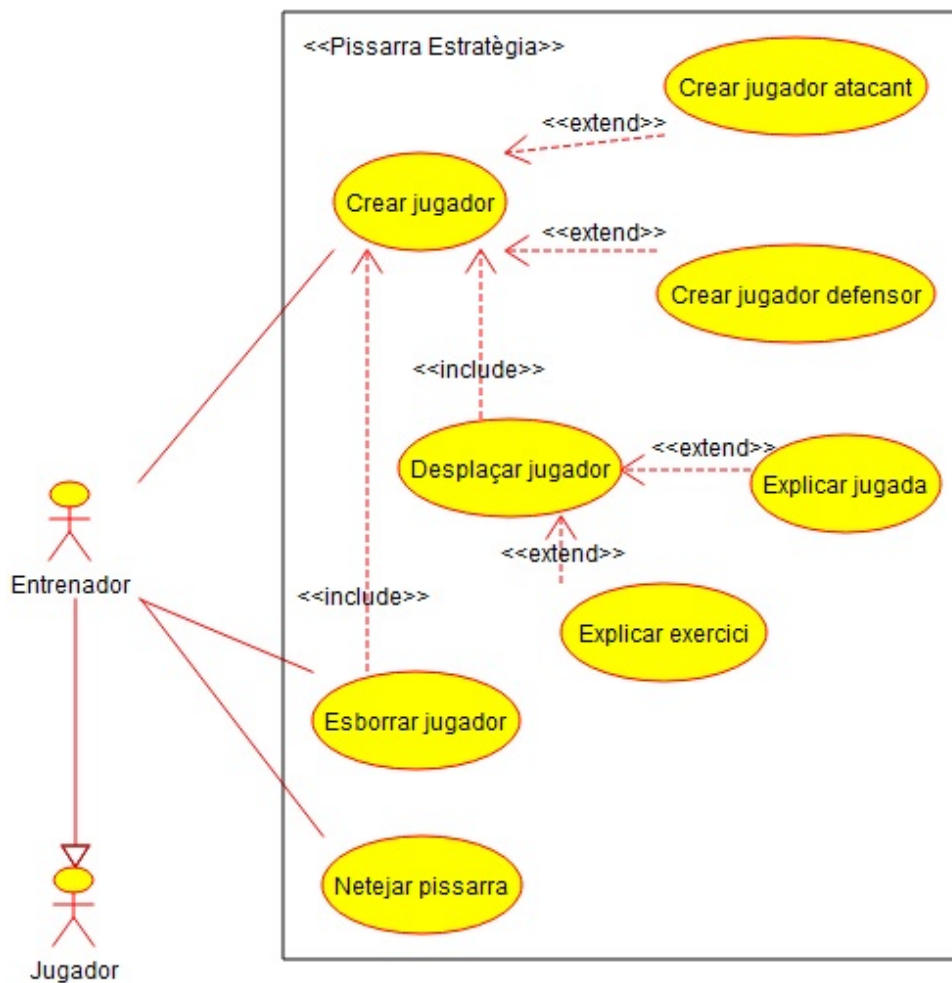 <<Pissarra Estratègia>>
Crear jugador atacant
<<extend>>
Crear jugador
<<extend>>
Crear jugador defensor
<<include>>
Desplaçar jugador
<<extend>>
Explicar jugada
<<extend>>
Entrenador
<<include>>
Explicar exercici
Esborrar jugador
Netejar pissarra
Jugador